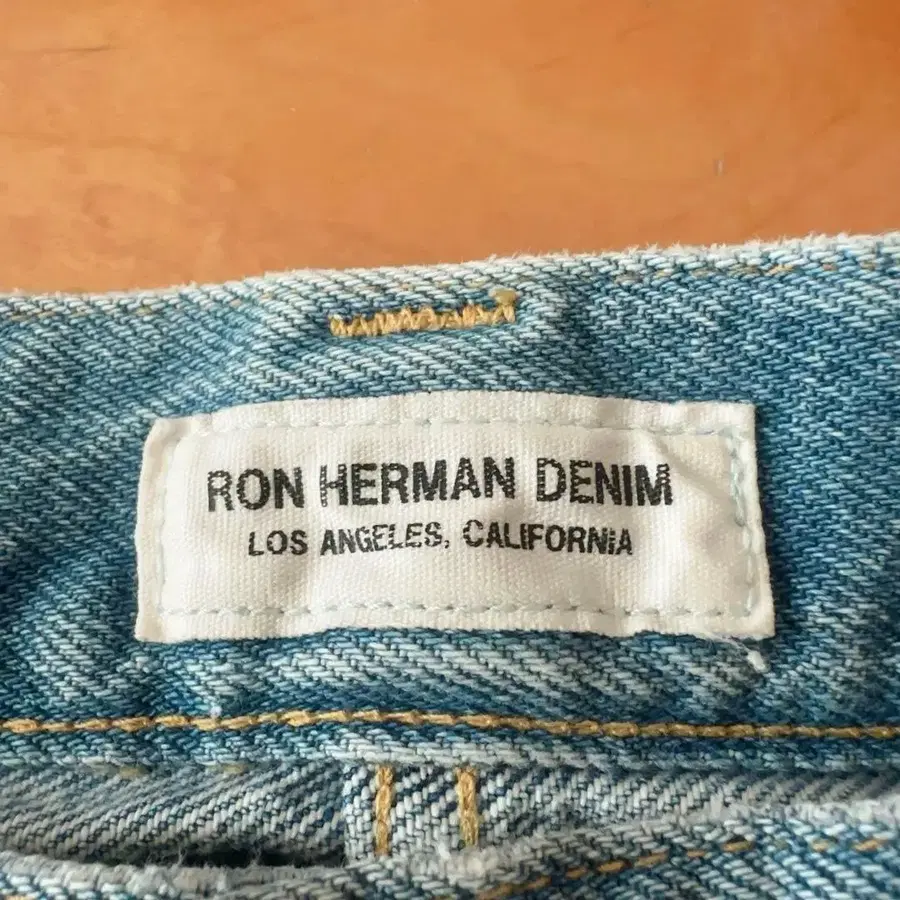 RON HERMAN DENIM
LOS ANGELES, CALIFORNIA